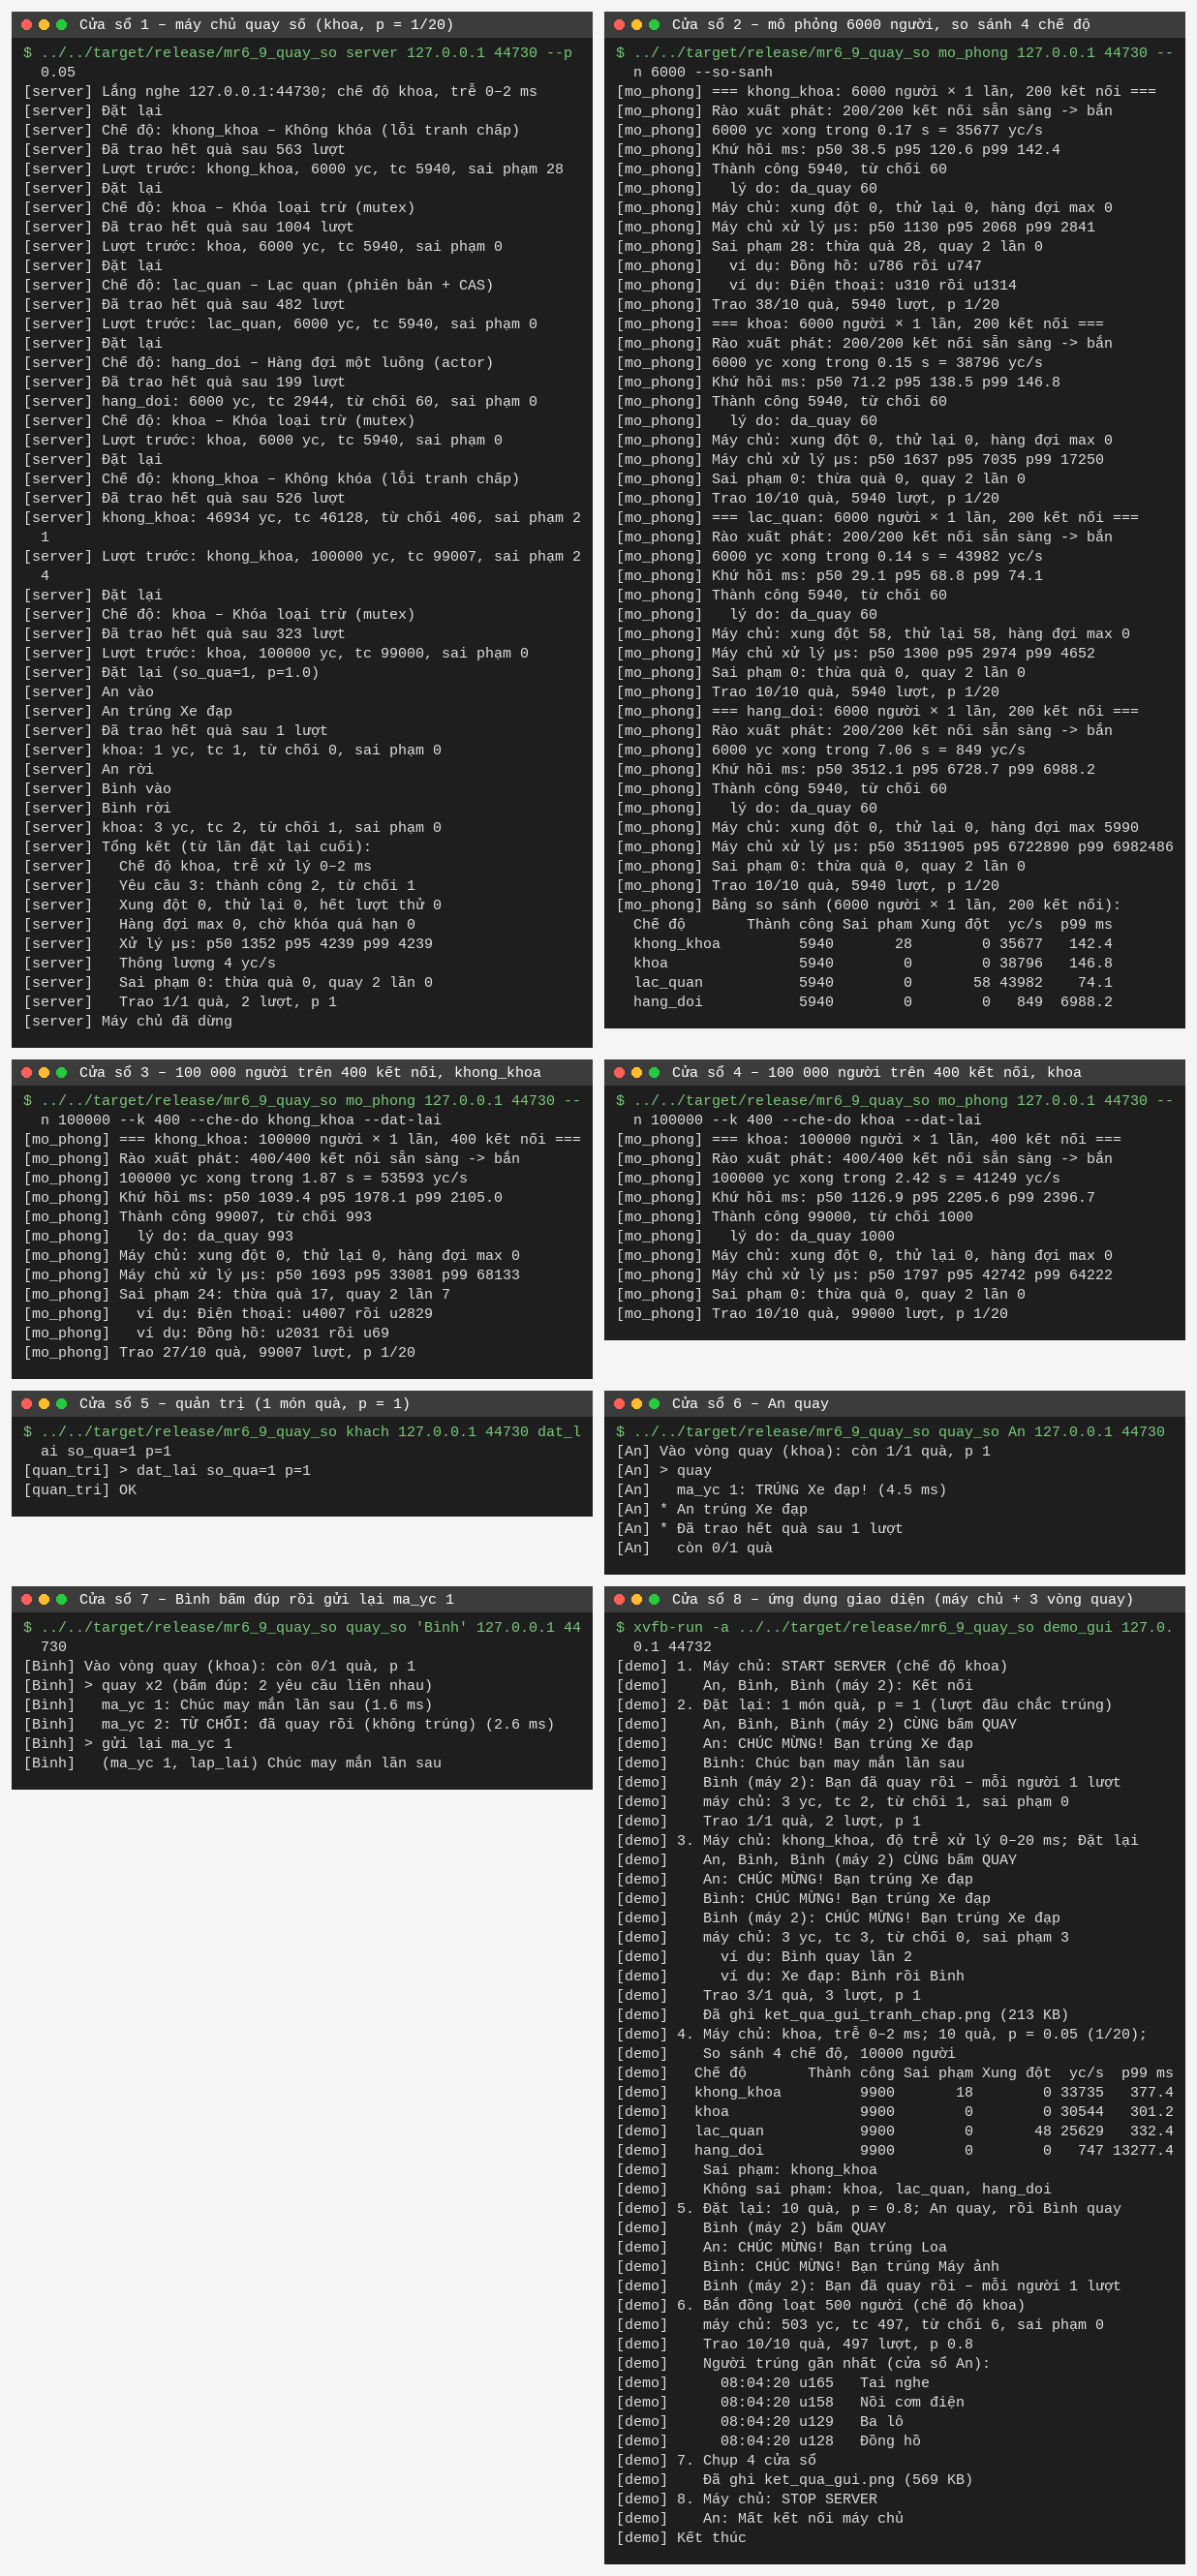 Cửa sổ 1 – máy chủ quay số (khoa, p = 1/20)
$ ../../target/release/mr6_9_quay_so server 127.0.0.1 44730 --p
0.05
[server] Lắng nghe 127.0.0.1:44730; chế độ khoa, trễ 0–2 ms
[server] Đặt lại
[server] Chế độ: khong_khoa – Không khóa (lỗi tranh chấp)
[server] Đã trao hết quà sau 563 lượt
[server] Lượt trước: khong_khoa, 6000 yc, tc 5940, sai phạm 28
[server] Đặt lại
[server] Chế độ: khoa – Khóa loại trừ (mutex)
[server] Đã trao hết quà sau 1004 lượt
[server] Lượt trước: khoa, 6000 yc, tc 5940, sai phạm 0
[server] Đặt lại
[server] Chế độ: lac_quan – Lạc quan (phiên bản + CAS)
[server] Đã trao hết quà sau 482 lượt
[server] Lượt trước: lac_quan, 6000 yc, tc 5940, sai phạm 0
[server] Đặt lại
[server] Chế độ: hang_doi – Hàng đợi một luồng (actor)
[server] Đã trao hết quà sau 199 lượt
[server] hang_doi: 6000 yc, tc 2944, từ chối 60, sai phạm 0
[server] Chế độ: khoa – Khóa loại trừ (mutex)
[server] Lượt trước: khoa, 6000 yc, tc 5940, sai phạm 0
[server] Đặt lại
[server] Chế độ: khong_khoa – Không khóa (lỗi tranh chấp)
[server] Đã trao hết quà sau 526 lượt
[server] khong_khoa: 46934 yc, tc 46128, từ chối 406, sai phạm 2
1
[server] Lượt trước: khong_khoa, 100000 yc, tc 99007, sai phạm 2
4
[server] Đặt lại
[server] Chế độ: khoa – Khóa loại trừ (mutex)
[server] Đã trao hết quà sau 323 lượt
[server] Lượt trước: khoa, 100000 yc, tc 99000, sai phạm 0
[server] Đặt lại (so_qua=1, p=1.0)
[server] An vào
[server] An trúng Xe đạp
[server] Đã trao hết quà sau 1 lượt
[server] khoa: 1 yc, tc 1, từ chối 0, sai phạm 0
[server] An rời
[server] Bình vào
[server] Bình rời
[server] khoa: 3 yc, tc 2, từ chối 1, sai phạm 0
[server] Tổng kết (từ lần đặt lại cuối):
[server]   Chế độ khoa, trễ xử lý 0–2 ms
[server]   Yêu cầu 3: thành công 2, từ chối 1
[server]   Xung đột 0, thử lại 0, hết lượt thử 0
[server]   Hàng đợi max 0, chờ khóa quá hạn 0
[server]   Xử lý µs: p50 1352 p95 4239 p99 4239
[server]   Thông lượng 4 yc/s
[server]   Sai phạm 0: thừa quà 0, quay 2 lần 0
[server]   Trao 1/1 quà, 2 lượt, p 1
[server] Máy chủ đã dừng
Cửa sổ 2 – mô phỏng 6000 người, so sánh 4 chế độ
$ ../../target/release/mr6_9_quay_so mo_phong 127.0.0.1 44730 --
n 6000 --so-sanh
[mo_phong] === khong_khoa: 6000 người × 1 lần, 200 kết nối ===
[mo_phong] Rào xuất phát: 200/200 kết nối sẵn sàng -> bắn
[mo_phong] 6000 yc xong trong 0.17 s = 35677 yc/s
[mo_phong] Khứ hồi ms: p50 38.5 p95 120.6 p99 142.4
[mo_phong] Thành công 5940, từ chối 60
[mo_phong]   lý do: da_quay 60
[mo_phong] Máy chủ: xung đột 0, thử lại 0, hàng đợi max 0
[mo_phong] Máy chủ xử lý µs: p50 1130 p95 2068 p99 2841
[mo_phong] Sai phạm 28: thừa quà 28, quay 2 lần 0
[mo_phong]   ví dụ: Đồng hồ: u786 rồi u747
[mo_phong]   ví dụ: Điện thoại: u310 rồi u1314
[mo_phong] Trao 38/10 quà, 5940 lượt, p 1/20
[mo_phong] === khoa: 6000 người × 1 lần, 200 kết nối ===
[mo_phong] Rào xuất phát: 200/200 kết nối sẵn sàng -> bắn
[mo_phong] 6000 yc xong trong 0.15 s = 38796 yc/s
[mo_phong] Khứ hồi ms: p50 71.2 p95 138.5 p99 146.8
[mo_phong] Thành công 5940, từ chối 60
[mo_phong]   lý do: da_quay 60
[mo_phong] Máy chủ: xung đột 0, thử lại 0, hàng đợi max 0
[mo_phong] Máy chủ xử lý µs: p50 1637 p95 7035 p99 17250
[mo_phong] Sai phạm 0: thừa quà 0, quay 2 lần 0
[mo_phong] Trao 10/10 quà, 5940 lượt, p 1/20
[mo_phong] === lac_quan: 6000 người × 1 lần, 200 kết nối ===
[mo_phong] Rào xuất phát: 200/200 kết nối sẵn sàng -> bắn
[mo_phong] 6000 yc xong trong 0.14 s = 43982 yc/s
[mo_phong] Khứ hồi ms: p50 29.1 p95 68.8 p99 74.1
[mo_phong] Thành công 5940, từ chối 60
[mo_phong]   lý do: da_quay 60
[mo_phong] Máy chủ: xung đột 58, thử lại 58, hàng đợi max 0
[mo_phong] Máy chủ xử lý µs: p50 1300 p95 2974 p99 4652
[mo_phong] Sai phạm 0: thừa quà 0, quay 2 lần 0
[mo_phong] Trao 10/10 quà, 5940 lượt, p 1/20
[mo_phong] === hang_doi: 6000 người × 1 lần, 200 kết nối ===
[mo_phong] Rào xuất phát: 200/200 kết nối sẵn sàng -> bắn
[mo_phong] 6000 yc xong trong 7.06 s = 849 yc/s
[mo_phong] Khứ hồi ms: p50 3512.1 p95 6728.7 p99 6988.2
[mo_phong] Thành công 5940, từ chối 60
[mo_phong]   lý do: da_quay 60
[mo_phong] Máy chủ: xung đột 0, thử lại 0, hàng đợi max 5990
[mo_phong] Máy chủ xử lý µs: p50 3511905 p95 6722890 p99 6982486
[mo_phong] Sai phạm 0: thừa quà 0, quay 2 lần 0
[mo_phong] Trao 10/10 quà, 5940 lượt, p 1/20
[mo_phong] Bảng so sánh (6000 người × 1 lần, 200 kết nối):
Chế độ       Thành công Sai phạm Xung đột  yc/s  p99 ms
khong_khoa         5940       28        0 35677   142.4
khoa               5940        0        0 38796   146.8
lac_quan           5940        0       58 43982    74.1
hang_doi           5940        0        0   849  6988.2
Cửa sổ 3 – 100 000 người trên 400 kết nối, khong_khoa
$ ../../target/release/mr6_9_quay_so mo_phong 127.0.0.1 44730 --
n 100000 --k 400 --che-do khong_khoa --dat-lai
[mo_phong] === khong_khoa: 100000 người × 1 lần, 400 kết nối ===
[mo_phong] Rào xuất phát: 400/400 kết nối sẵn sàng -> bắn
[mo_phong] 100000 yc xong trong 1.87 s = 53593 yc/s
[mo_phong] Khứ hồi ms: p50 1039.4 p95 1978.1 p99 2105.0
[mo_phong] Thành công 99007, từ chối 993
[mo_phong]   lý do: da_quay 993
[mo_phong] Máy chủ: xung đột 0, thử lại 0, hàng đợi max 0
[mo_phong] Máy chủ xử lý µs: p50 1693 p95 33081 p99 68133
[mo_phong] Sai phạm 24: thừa quà 17, quay 2 lần 7
[mo_phong]   ví dụ: Điện thoại: u4007 rồi u2829
[mo_phong]   ví dụ: Đồng hồ: u2031 rồi u69
[mo_phong] Trao 27/10 quà, 99007 lượt, p 1/20
Cửa sổ 4 – 100 000 người trên 400 kết nối, khoa
$ ../../target/release/mr6_9_quay_so mo_phong 127.0.0.1 44730 --
n 100000 --k 400 --che-do khoa --dat-lai
[mo_phong] === khoa: 100000 người × 1 lần, 400 kết nối ===
[mo_phong] Rào xuất phát: 400/400 kết nối sẵn sàng -> bắn
[mo_phong] 100000 yc xong trong 2.42 s = 41249 yc/s
[mo_phong] Khứ hồi ms: p50 1126.9 p95 2205.6 p99 2396.7
[mo_phong] Thành công 99000, từ chối 1000
[mo_phong]   lý do: da_quay 1000
[mo_phong] Máy chủ: xung đột 0, thử lại 0, hàng đợi max 0
[mo_phong] Máy chủ xử lý µs: p50 1797 p95 42742 p99 64222
[mo_phong] Sai phạm 0: thừa quà 0, quay 2 lần 0
[mo_phong] Trao 10/10 quà, 99000 lượt, p 1/20
Cửa sổ 5 – quản trị (1 món quà, p = 1)
$ ../../target/release/mr6_9_quay_so khach 127.0.0.1 44730 dat_l
ai so_qua=1 p=1
[quan_tri] > dat_lai so_qua=1 p=1
[quan_tri] OK
Cửa sổ 6 – An quay
$ ../../target/release/mr6_9_quay_so quay_so An 127.0.0.1 44730
[An] Vào vòng quay (khoa): còn 1/1 quà, p 1
[An] > quay
[An]   ma_yc 1: TRÚNG Xe đạp! (4.5 ms)
[An] * An trúng Xe đạp
[An] * Đã trao hết quà sau 1 lượt
[An]   còn 0/1 quà
Cửa sổ 7 – Bình bấm đúp rồi gửi lại ma_yc 1
$ ../../target/release/mr6_9_quay_so quay_so 'Bình' 127.0.0.1 44
730
[Bình] Vào vòng quay (khoa): còn 0/1 quà, p 1
[Bình] > quay x2 (bấm đúp: 2 yêu cầu liền nhau)
[Bình]   ma_yc 1: Chúc may mắn lần sau (1.6 ms)
[Bình]   ma_yc 2: TỪ CHỐI: đã quay rồi (không trúng) (2.6 ms)
[Bình] > gửi lại ma_yc 1
[Bình]   (ma_yc 1, lap_lai) Chúc may mắn lần sau
Cửa sổ 8 – ứng dụng giao diện (máy chủ + 3 vòng quay)
$ xvfb-run -a ../../target/release/mr6_9_quay_so demo_gui 127.0.
0.1 44732
[demo] 1. Máy chủ: START SERVER (chế độ khoa)
[demo]    An, Bình, Bình (máy 2): Kết nối
[demo] 2. Đặt lại: 1 món quà, p = 1 (lượt đầu chắc trúng)
[demo]    An, Bình, Bình (máy 2) CÙNG bấm QUAY
[demo]    An: CHÚC MỪNG! Bạn trúng Xe đạp
[demo]    Bình: Chúc bạn may mắn lần sau
[demo]    Bình (máy 2): Bạn đã quay rồi – mỗi người 1 lượt
[demo]    máy chủ: 3 yc, tc 2, từ chối 1, sai phạm 0
[demo]    Trao 1/1 quà, 2 lượt, p 1
[demo] 3. Máy chủ: khong_khoa, độ trễ xử lý 0–20 ms; Đặt lại
[demo]    An, Bình, Bình (máy 2) CÙNG bấm QUAY
[demo]    An: CHÚC MỪNG! Bạn trúng Xe đạp
[demo]    Bình: CHÚC MỪNG! Bạn trúng Xe đạp
[demo]    Bình (máy 2): CHÚC MỪNG! Bạn trúng Xe đạp
[demo]    máy chủ: 3 yc, tc 3, từ chối 0, sai phạm 3
[demo]      ví dụ: Bình quay lần 2
[demo]      ví dụ: Xe đạp: Bình rồi Bình
[demo]    Trao 3/1 quà, 3 lượt, p 1
[demo]    Đã ghi ket_qua_gui_tranh_chap.png (213 KB)
[demo] 4. Máy chủ: khoa, trễ 0–2 ms; 10 quà, p = 0.05 (1/20);
[demo]    So sánh 4 chế độ, 10000 người
[demo]   Chế độ       Thành công Sai phạm Xung đột  yc/s  p99 ms
[demo]   khong_khoa         9900       18        0 33735   377.4
[demo]   khoa               9900        0        0 30544   301.2
[demo]   lac_quan           9900        0       48 25629   332.4
[demo]   hang_doi           9900        0        0   747 13277.4
[demo]    Sai phạm: khong_khoa
[demo]    Không sai phạm: khoa, lac_quan, hang_doi
[demo] 5. Đặt lại: 10 quà, p = 0.8; An quay, rồi Bình quay
[demo]    Bình (máy 2) bấm QUAY
[demo]    An: CHÚC MỪNG! Bạn trúng Loa
[demo]    Bình: CHÚC MỪNG! Bạn trúng Máy ảnh
[demo]    Bình (máy 2): Bạn đã quay rồi – mỗi người 1 lượt
[demo] 6. Bắn đồng loạt 500 người (chế độ khoa)
[demo]    máy chủ: 503 yc, tc 497, từ chối 6, sai phạm 0
[demo]    Trao 10/10 quà, 497 lượt, p 0.8
[demo]    Người trúng gần nhất (cửa sổ An):
[demo]      08:04:20 u165   Tai nghe
[demo]      08:04:20 u158   Nồi cơm điện
[demo]      08:04:20 u129   Ba lô
[demo]      08:04:20 u128   Đồng hồ
[demo] 7. Chụp 4 cửa sổ
[demo]    Đã ghi ket_qua_gui.png (569 KB)
[demo] 8. Máy chủ: STOP SERVER
[demo]    An: Mất kết nối máy chủ
[demo] Kết thúc